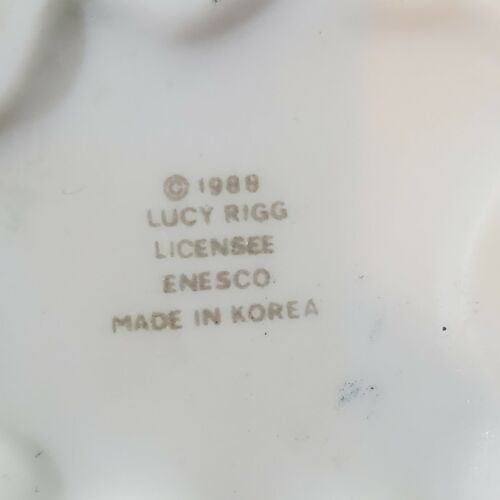 © 1988
LUCY RIGG
LICENSEE
ENESCO
MADE IN KOREA